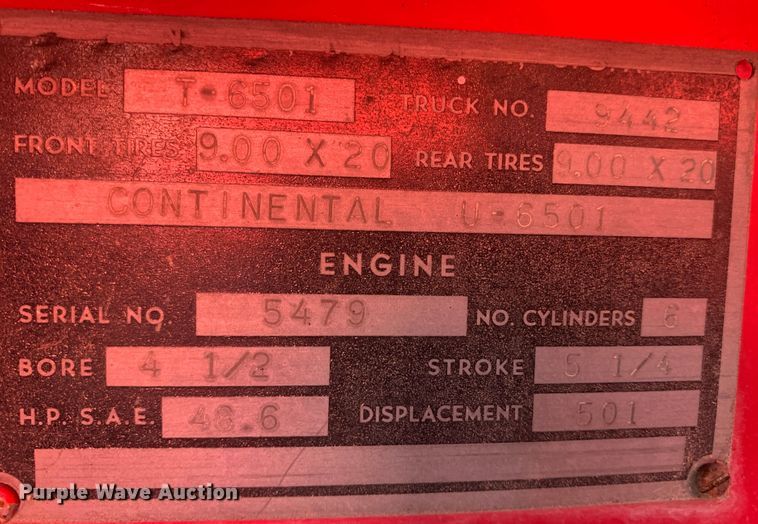 MODEL T-6501 TRUCK NO. 9442
FRONT TIRES 9.00 X 20 REAR TIRES 9.00 X 20
CONTINENTAL U-6501
ENGINE
SERIAL NO. 5479 NO. CYLINDERS 6
BORE 4 1/2 STROKE 5 1/4
H.P. S.A.E. 48.6 DISPLACEMENT 501
Purple Wave Auction